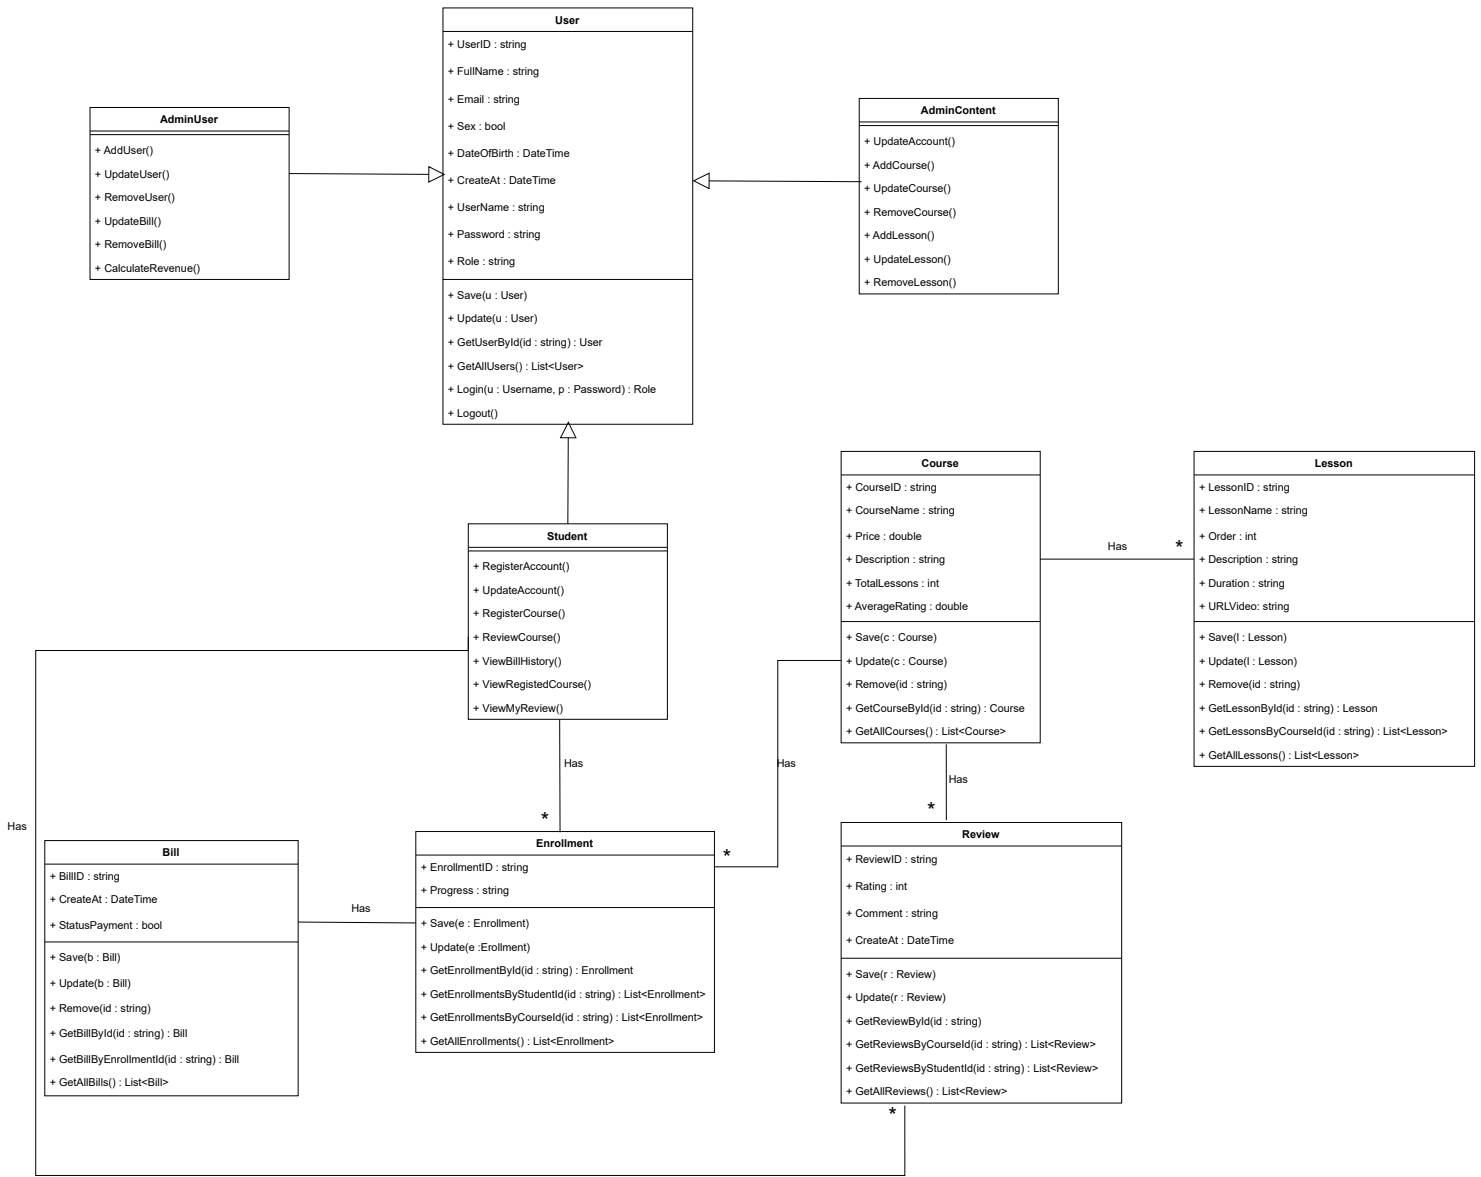 User
+ UserID : string
+ FullName : string
+ Email : string
+ Sex : bool
+ DateOfBirth : DateTime
+ CreateAt : DateTime
+ UserName : string
+ Password : string
+ Role : string
+ Save(u : User)
+ Update(u : User)
+ GetUserById(id : string) : User
+ GetAllUsers() : List<User>
+ Login(u : Username, p : Password) : Role
+ Logout()
AdminUser
+ AddUser()
+ UpdateUser()
+ RemoveUser()
+ UpdateBill()
+ RemoveBill()
+ CalculateRevenue()
AdminContent
+ UpdateAccount()
+ AddCourse()
+ UpdateCourse()
+ RemoveCourse()
+ AddLesson()
+ UpdateLesson()
+ RemoveLesson()
Student
+ RegisterAccount()
+ UpdateAccount()
+ RegisterCourse()
+ ReviewCourse()
+ ViewBillHistory()
+ ViewRegistedCourse()
+ ViewMyReview()
Course
+ CourseID : string
+ CourseName : string
+ Price : double
+ Description : string
+ TotalLessons : int
+ AverageRating : double
+ Save(c : Course)
+ Update(c : Course)
+ Remove(id : string)
+ GetCourseById(id : string) : Course
+ GetAllCourses() : List<Course>
Has
*
Lesson
+ LessonID : string
+ LessonName : string
+ Order : int
+ Description : string
+ Duration : string
+ URLVideo: string
+ Save(l : Lesson)
+ Update(l : Lesson)
+ Remove(id : string)
+ GetLessonById(id : string) : Lesson
+ GetLessonsByCourseId(id : string) : List<Lesson>
+ GetAllLessons() : List<Lesson>
Has
*
Has
*
Has
*
Has
Bill
+ BillID : string
+ CreateAt : DateTime
+ StatusPayment : bool
+ Save(b : Bill)
+ Update(b : Bill)
+ Remove(id : string)
+ GetBillById(id : string) : Bill
+ GetBillByEnrollmentId(id : string) : Bill
+ GetAllBills() : List<Bill>
Has
Enrollment
+ EnrollmentID : string
+ Progress : string
+ Save(e : Enrollment)
+ Update(e :Erollment)
+ GetEnrollmentById(id : string) : Enrollment
+ GetEnrollmentsByStudentId(id : string) : List<Enrollment>
+ GetEnrollmentsByCourseId(id : string) : List<Enrollment>
+ GetAllEnrollments() : List<Enrollment>
Review
+ ReviewID : string
+ Rating : int
+ Comment : string
+ CreateAt : DateTime
+ Save(r : Review)
+ Update(r : Review)
+ GetReviewById(id : string)
+ GetReviewsByCourseId(id : string) : List<Review>
+ GetReviewsByStudentId(id : string) : List<Review>
+ GetAllReviews() : List<Review>
*